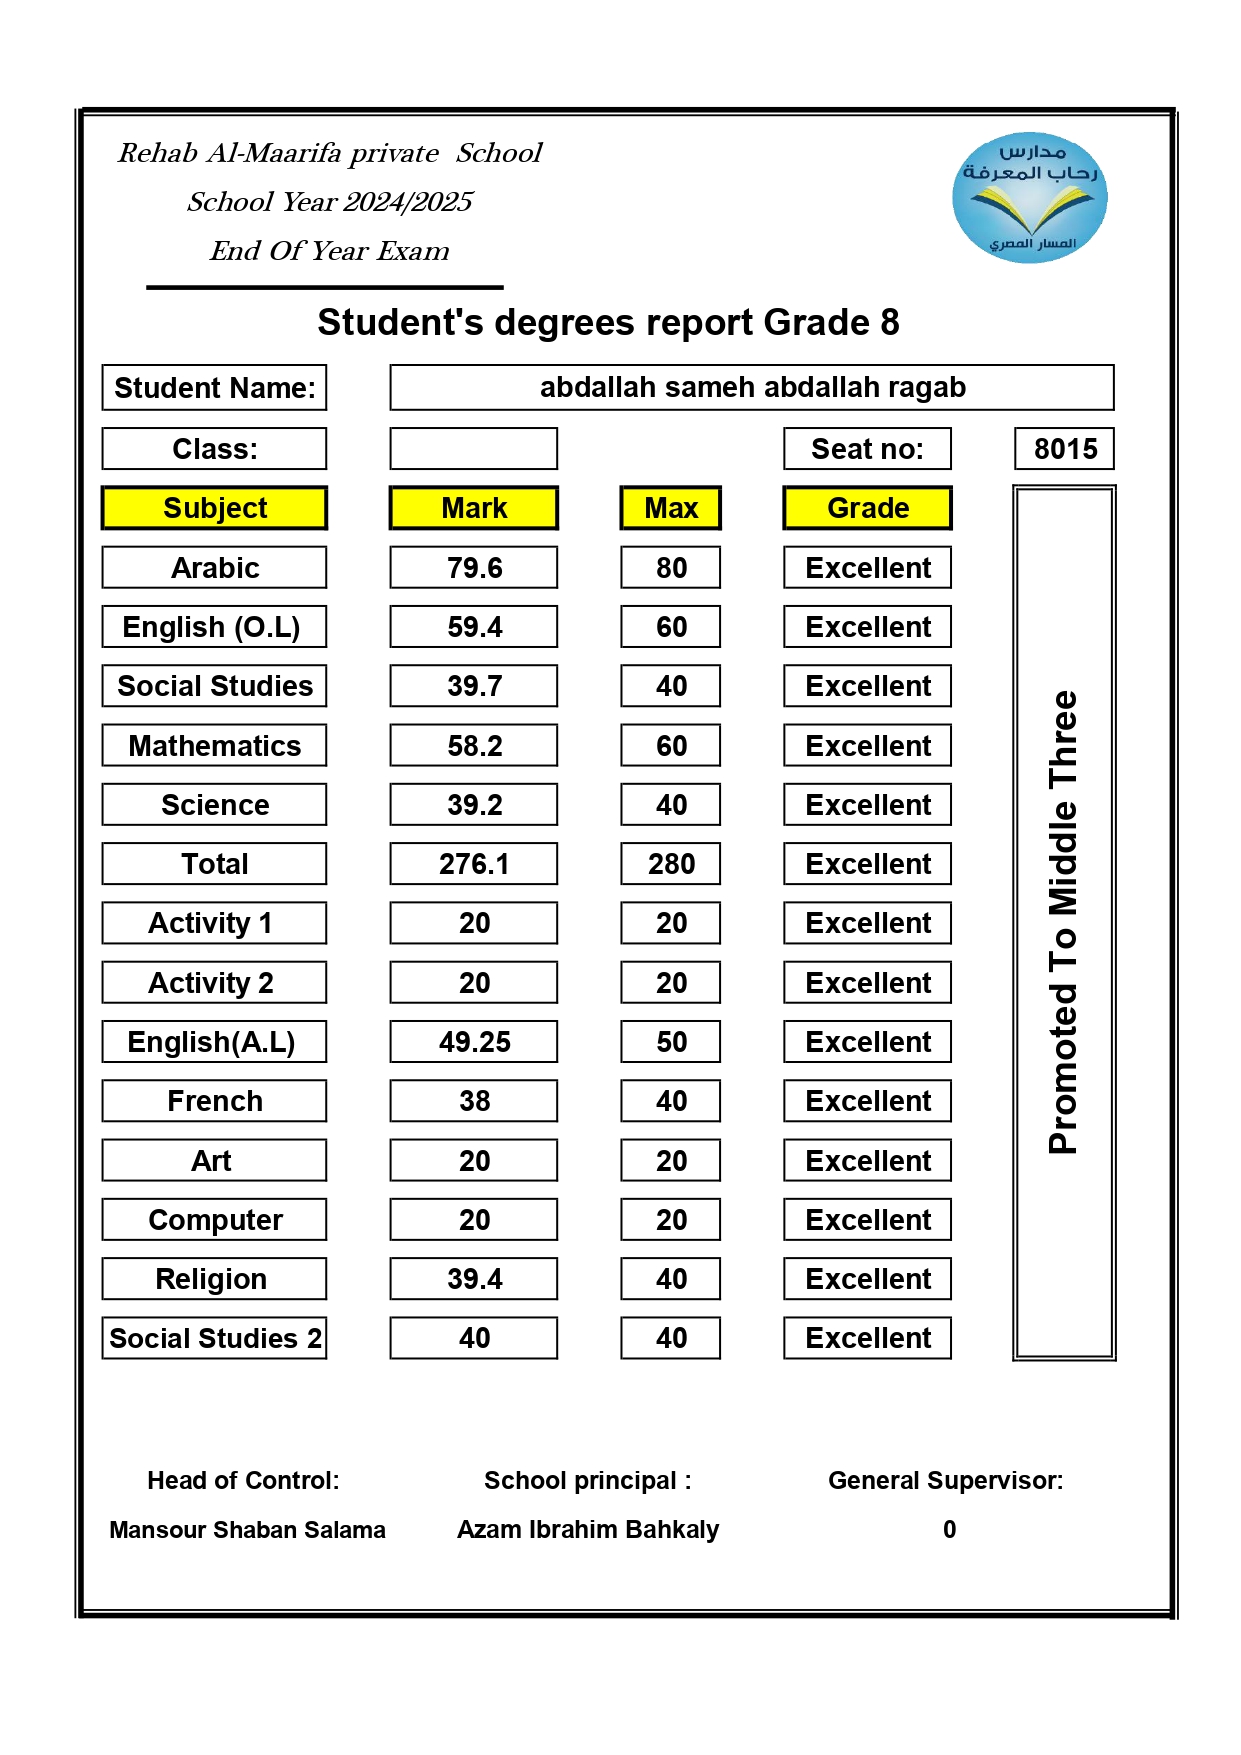 Rehab Al-Maarifa private School
School Year 2024/2025
End Of Year Exam
مدارس
رحاب المعرفة
المسار المصري
Student's degrees report Grade 8
Student Name: abdallah sameh abdallah ragab
Class: Seat no: 8015
Subject Mark Max Grade
Arabic 79.6 80 Excellent
English (O.L) 59.4 60 Excellent
Social Studies 39.7 40 Excellent
Mathematics 58.2 60 Excellent
Science 39.2 40 Excellent
Total 276.1 280 Excellent
Activity 1 20 20 Excellent
Activity 2 20 20 Excellent
English(A.L) 49.25 50 Excellent
French 38 40 Excellent
Art 20 20 Excellent
Computer 20 20 Excellent
Religion 39.4 40 Excellent
Social Studies 2 40 40 Excellent
Promoted To Middle Three
Head of Control: School principal : General Supervisor:
Mansour Shaban Salama Azam Ibrahim Bahkaly 0